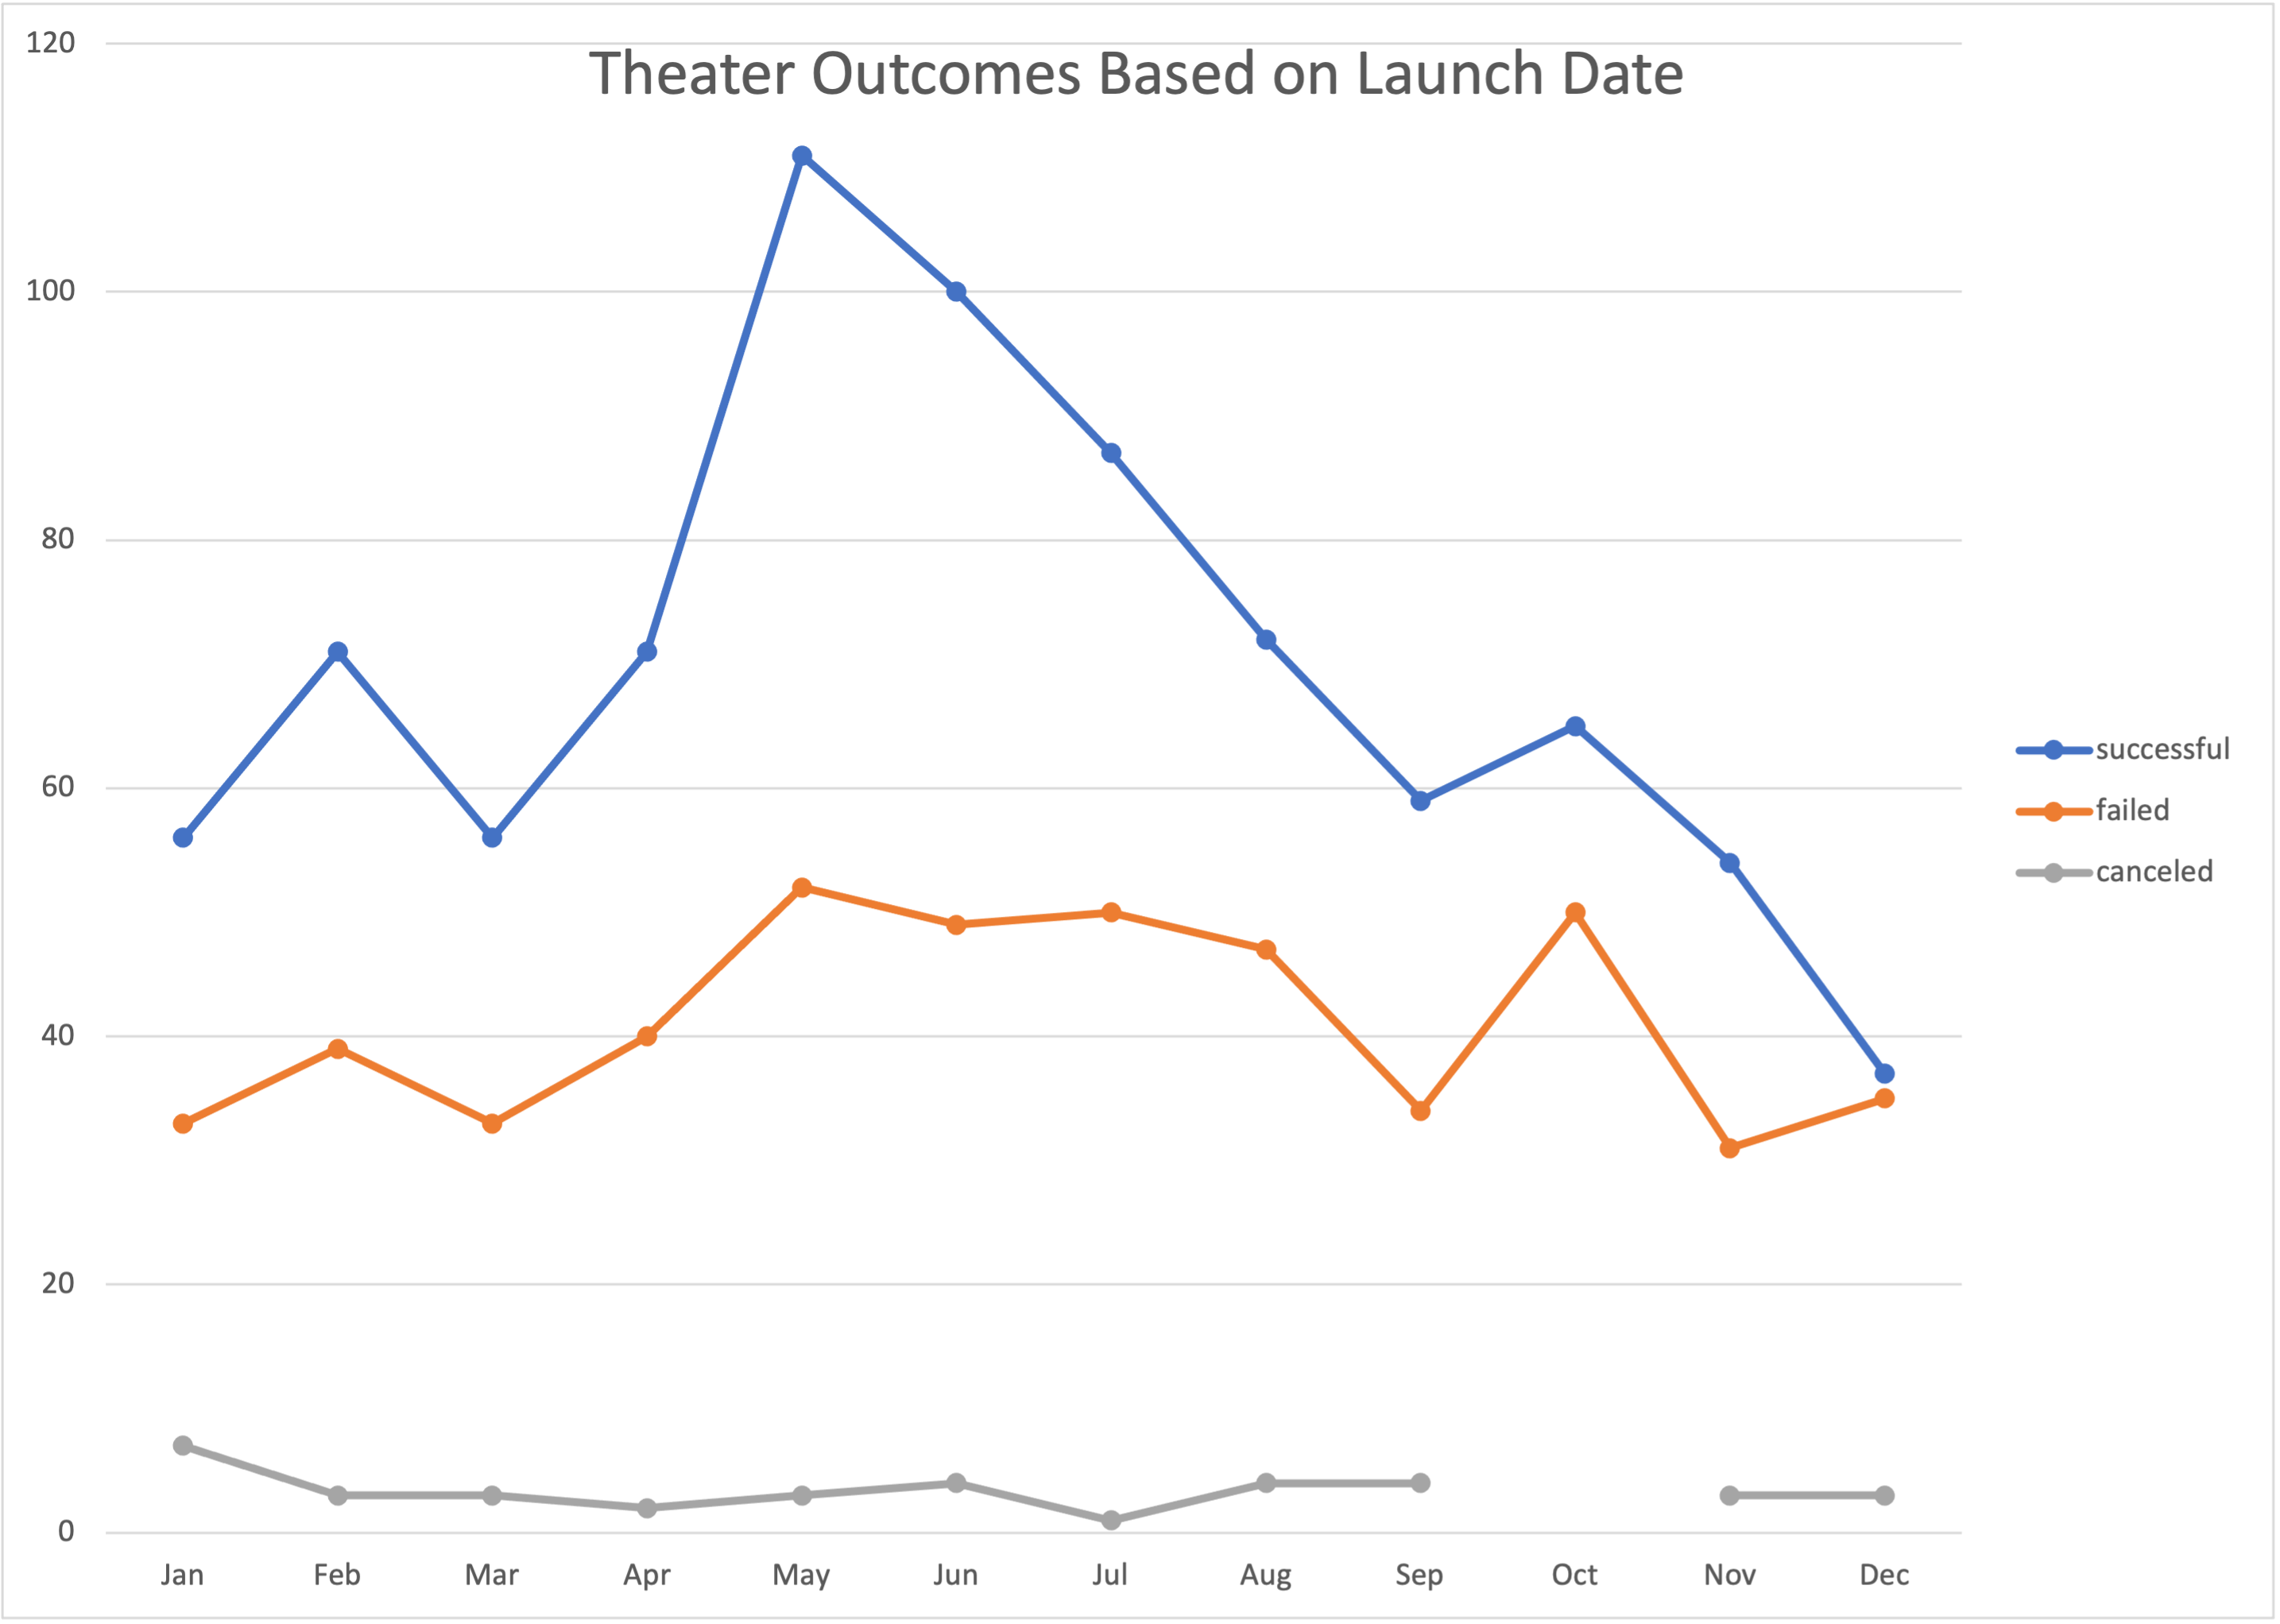 Theater Outcomes Based on Launch Date
120
100
80
60
40
20
0
Jan Feb Mar Apr May Jun Jul Aug Sep Oct Nov Dec
successful
failed
canceled